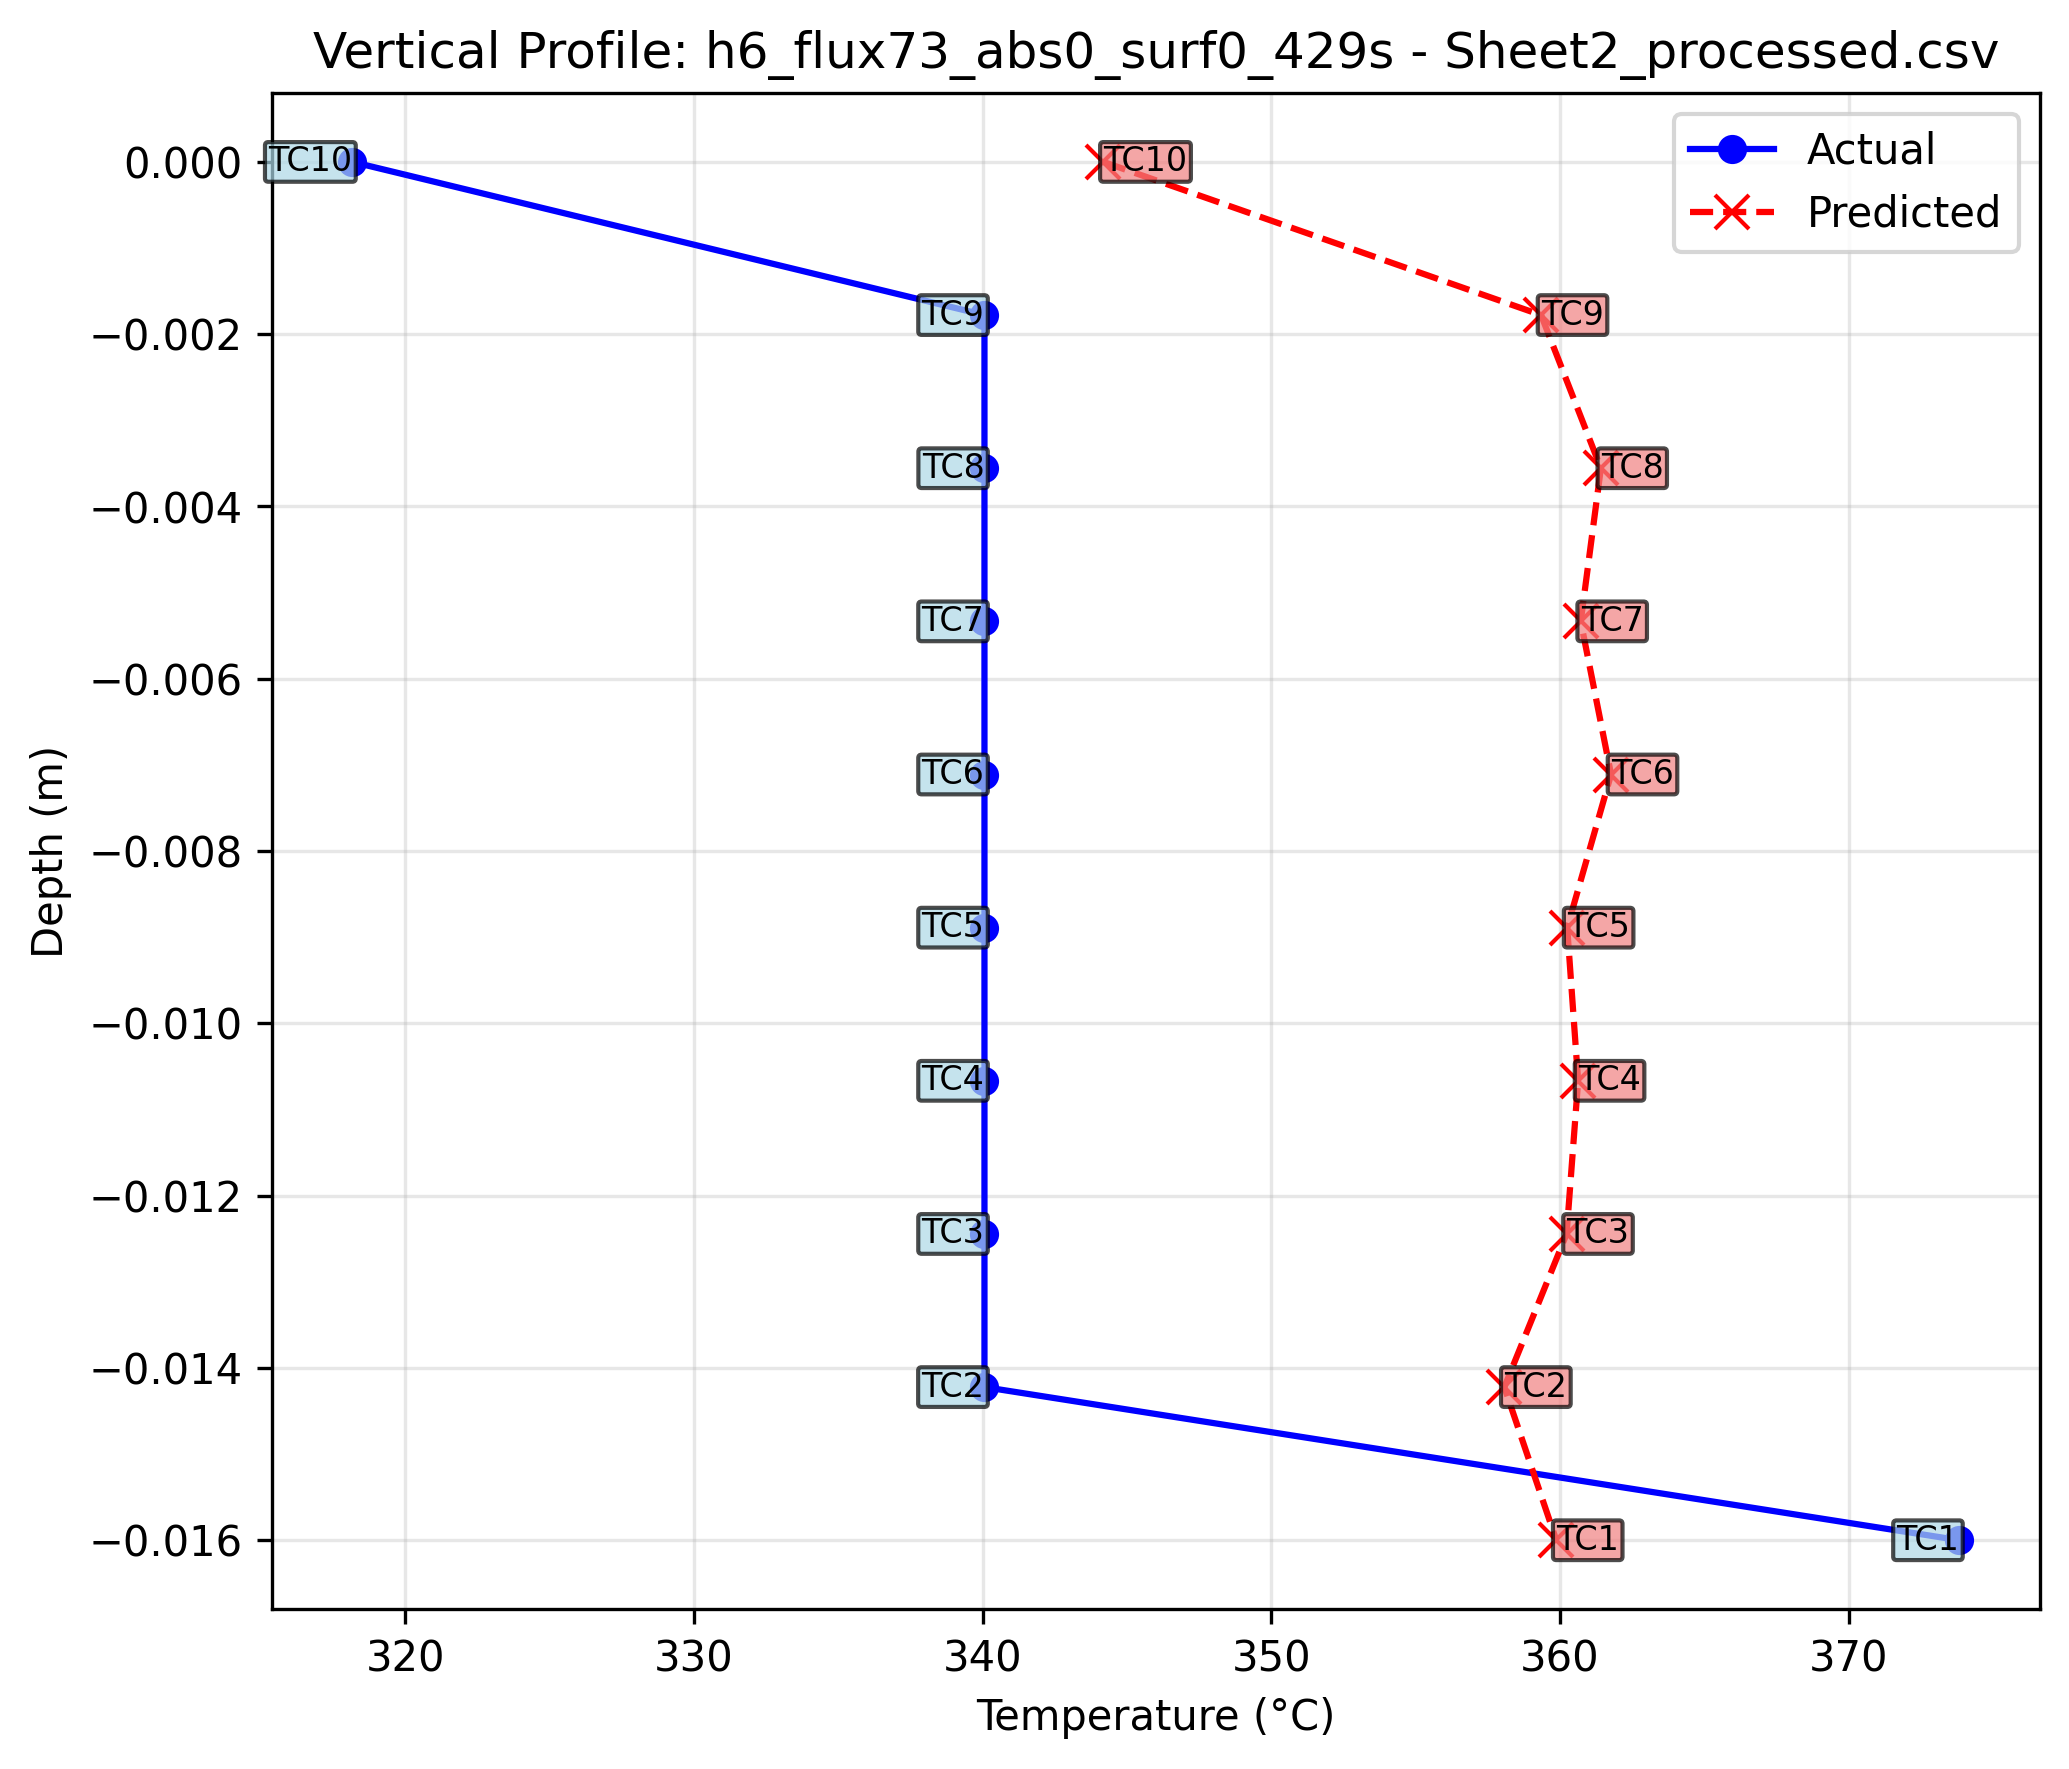 Vertical Profile: h6_flux73_abs0_surf0_429s - Sheet2_processed.csv
Actual
Predicted
0.000
−0.002
−0.004
−0.006
−0.008
−0.010
−0.012
−0.014
−0.016
Depth (m)
TC10 TC10
TC9 TC9
TC8 TC8
TC7 TC7
TC6 TC6
TC5 TC5
TC4 TC4
TC3 TC3
TC2 TC2
TC1 TC1
320 330 340 350 360 370
Temperature (°C)